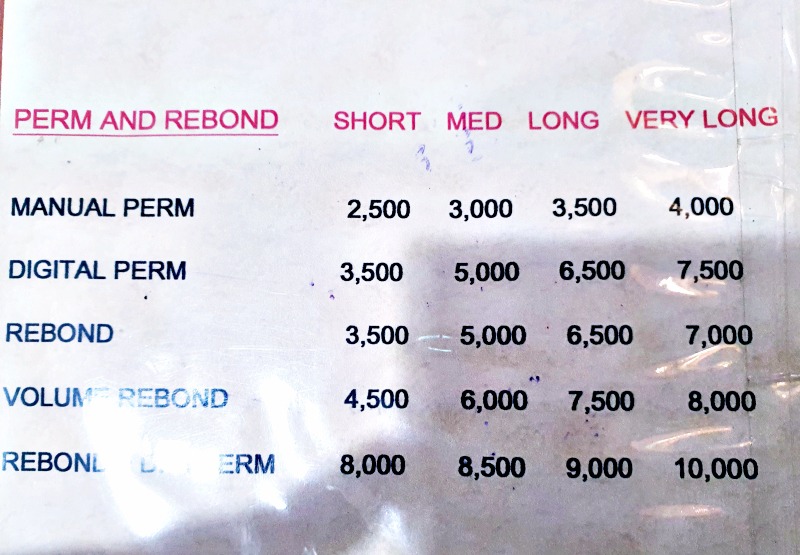 PERM AND REBOND SHORT MED LONG VERY LONG
MANUAL PERM 2,500 3,000 3,500 4,000
DIGITAL PERM 3,500 5,000 6,500 7,500
REBOND 3,500 5,000 6,500 7,000
VOLUME REBOND 4,500 6,000 7,500 8,000
8,000 8,500 9,000 10,000